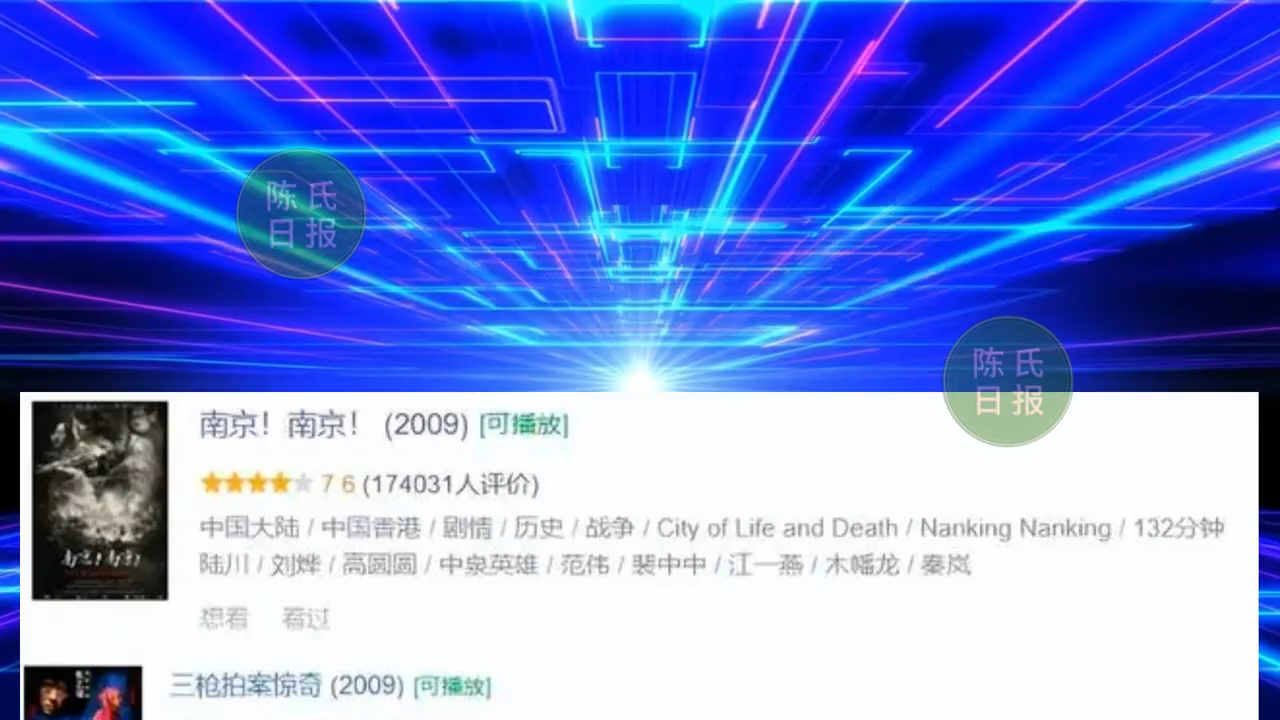 陈氏
日报
陈氏
日报
南京！南京！ (2009) [可播放]
7 6 (174031人评价)
中国大陆 / 中国香港 / 剧情 / 历史 / 战争 / City of Life and Death / Nanking Nanking / 132分钟
陆川 / 刘烨 / 高圆圆 / 中泉英雄 / 范伟 / 裴中中 / 江一燕 / 木幡龙 / 秦岚
想看 看过
南京！南京！
三枪拍案惊奇 (2009) [可播放]